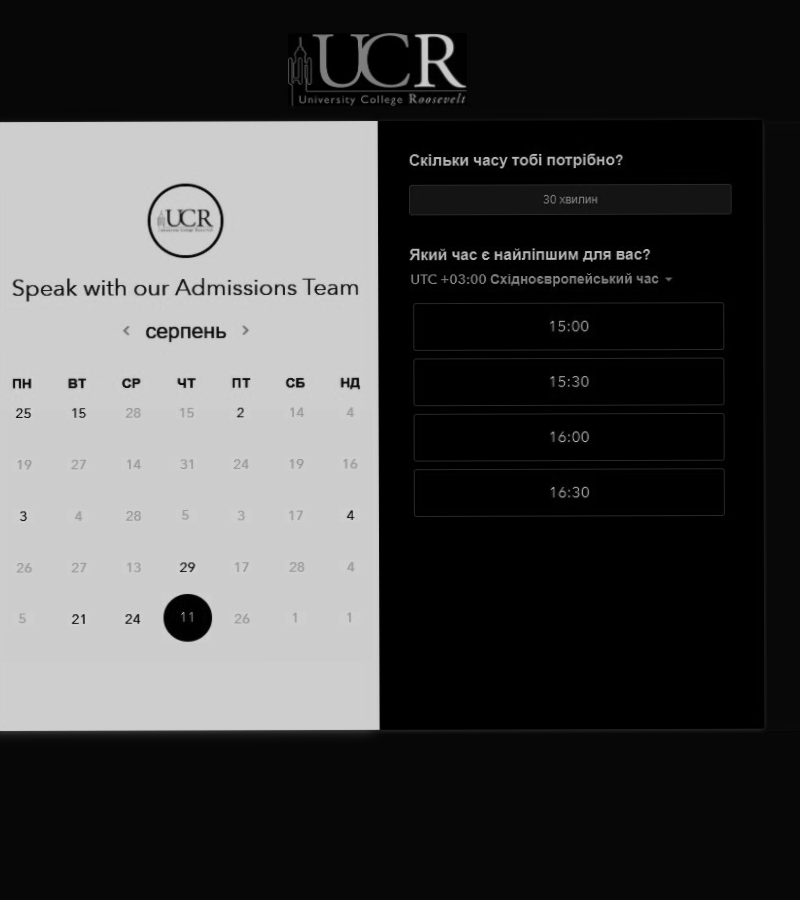 UCR
University College Roosevelt
UCR
Speak with our Admissions Team
серпень
ПН ВТ СР ЧТ ПТ СБ НД
25 15 28 15 2 14 4
19 27 14 31 24 19 16
3 4 28 5 3 17 4
26 27 13 29 17 28 4
5 21 24 11 26 1 1
Скільки часу тобі потрібно?
30 хвилин
Який час є найліпшим для вас?
UTC +03:00 Східноєвропейський час
15:00
15:30
16:00
16:30